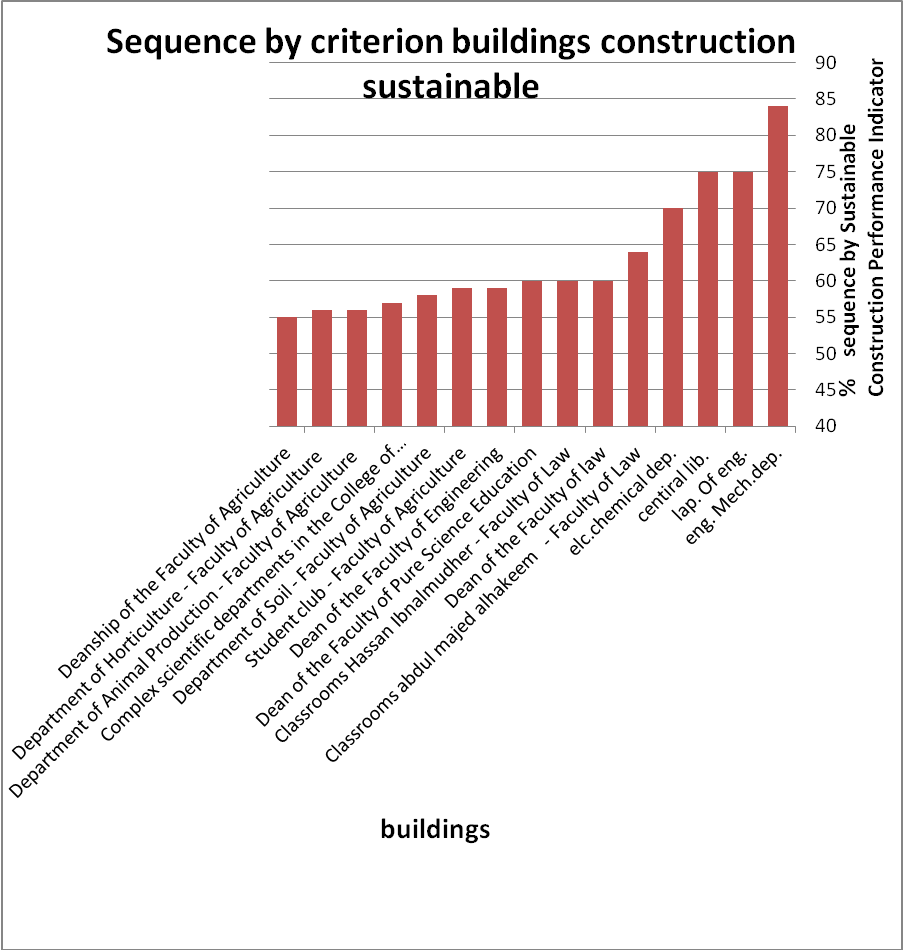 Sequence by criterion buildings construction
sustainable
90
85
80
75
70
65
60
55
50
45
40
% sequence by Sustainable
Construction Performance Indicator
Deanship of the Faculty of Agriculture
Department of Horticulture - Faculty of Agriculture
Department of Animal Production - Faculty of Agriculture
Complex scientific departments in the College of...
Department of Soil - Faculty of Agriculture
Student club - Faculty of Agriculture
Dean of the Faculty of Engineering
Dean of the Faculty of Pure Science Education
Classrooms Hassan Ibnalmudher - Faculty of Law
Dean of the Faculty of law
Classrooms abdul majed alhakeem - Faculty of Law
elc.chemical dep.
centiral lib.
lap. Of eng.
eng. Mech.dep.
buildings